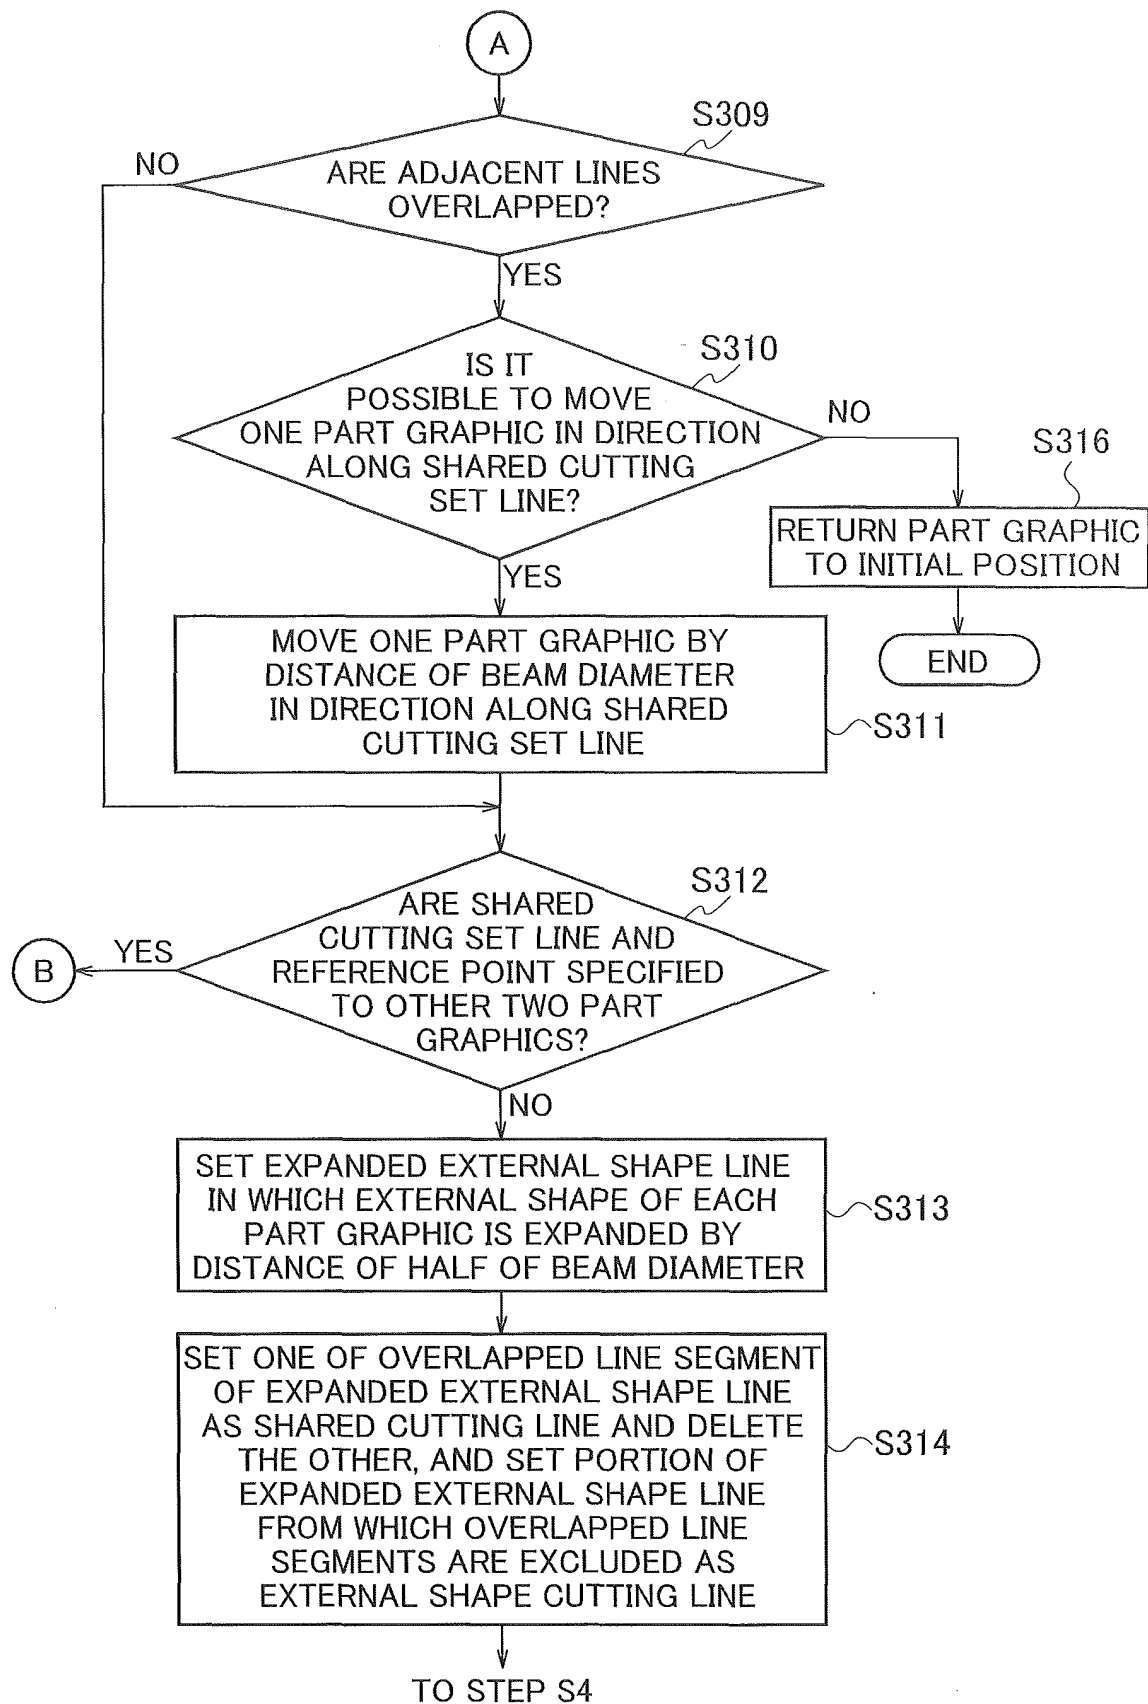 A
S309
NO
ARE ADJACENT LINES
OVERLAPPED?
YES
S310
IS IT
POSSIBLE TO MOVE
ONE PART GRAPHIC IN DIRECTION
ALONG SHARED CUTTING
SET LINE?
NO
S316
RETURN PART GRAPHIC
TO INITIAL POSITION
YES
END
MOVE ONE PART GRAPHIC BY
DISTANCE OF BEAM DIAMETER
IN DIRECTION ALONG SHARED
CUTTING SET LINE
S311
S312
ARE SHARED
CUTTING SET LINE AND
REFERENCE POINT SPECIFIED
TO OTHER TWO PART
GRAPHICS?
YES
B
NO
SET EXPANDED EXTERNAL SHAPE LINE
IN WHICH EXTERNAL SHAPE OF EACH
PART GRAPHIC IS EXPANDED BY
DISTANCE OF HALF OF BEAM DIAMETER
S313
SET ONE OF OVERLAPPED LINE SEGMENT
OF EXPANDED EXTERNAL SHAPE LINE
AS SHARED CUTTING LINE AND DELETE
THE OTHER, AND SET PORTION OF
EXPANDED EXTERNAL SHAPE LINE
FROM WHICH OVERLAPPED LINE
SEGMENTS ARE EXCLUDED AS
EXTERNAL SHAPE CUTTING LINE
S314
TO STEP S4